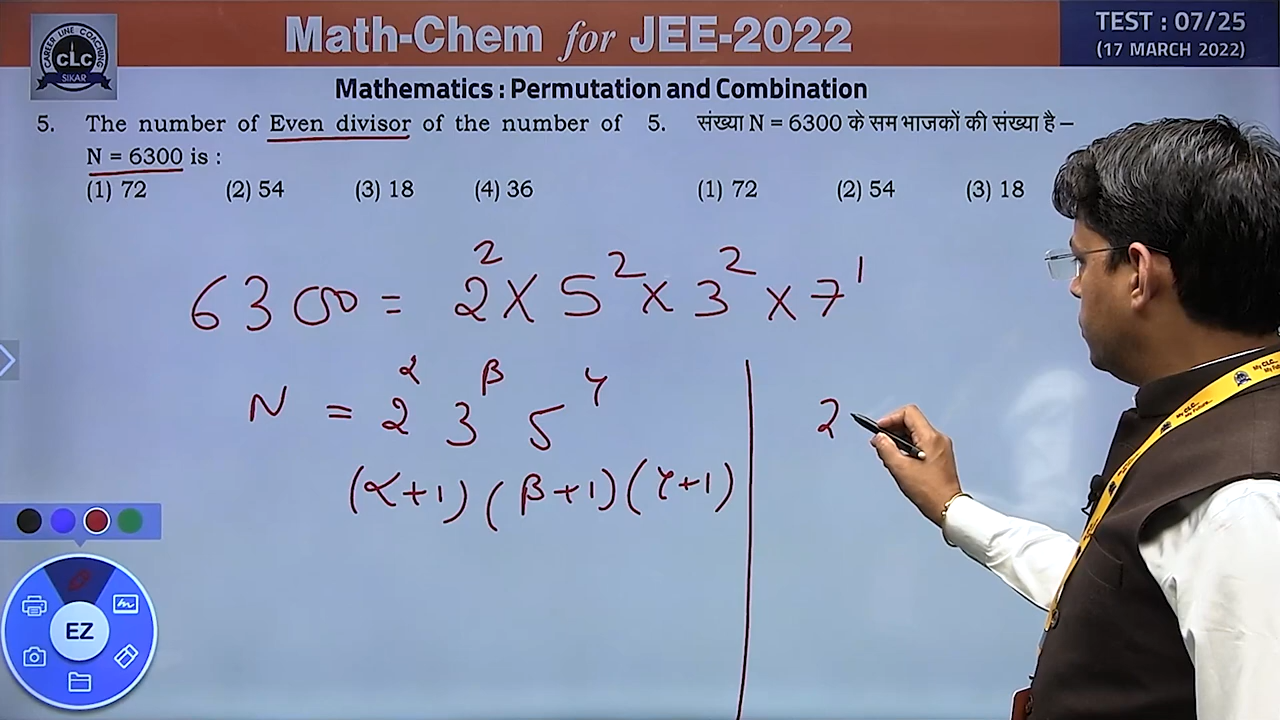 Math-Chem for JEE-2022
TEST : 07/25
(17 MARCH 2022)
CAREER LINE COACHING
CLC
SIKAR
Mathematics : Permutation and Combination
5. The number of Even divisor of the number of
N = 6300 is :
(1) 72 (2) 54 (3) 18 (4) 36
5. संख्या N = 6300 के सम भाजकों की संख्या है –
(1) 72 (2) 54 (3) 18
6300 = 2² × 5² × 3² × 7¹
N = 2^α 3^β 5^γ
(α+1) (β+1) (γ+1)
2
EZ
My CLC...